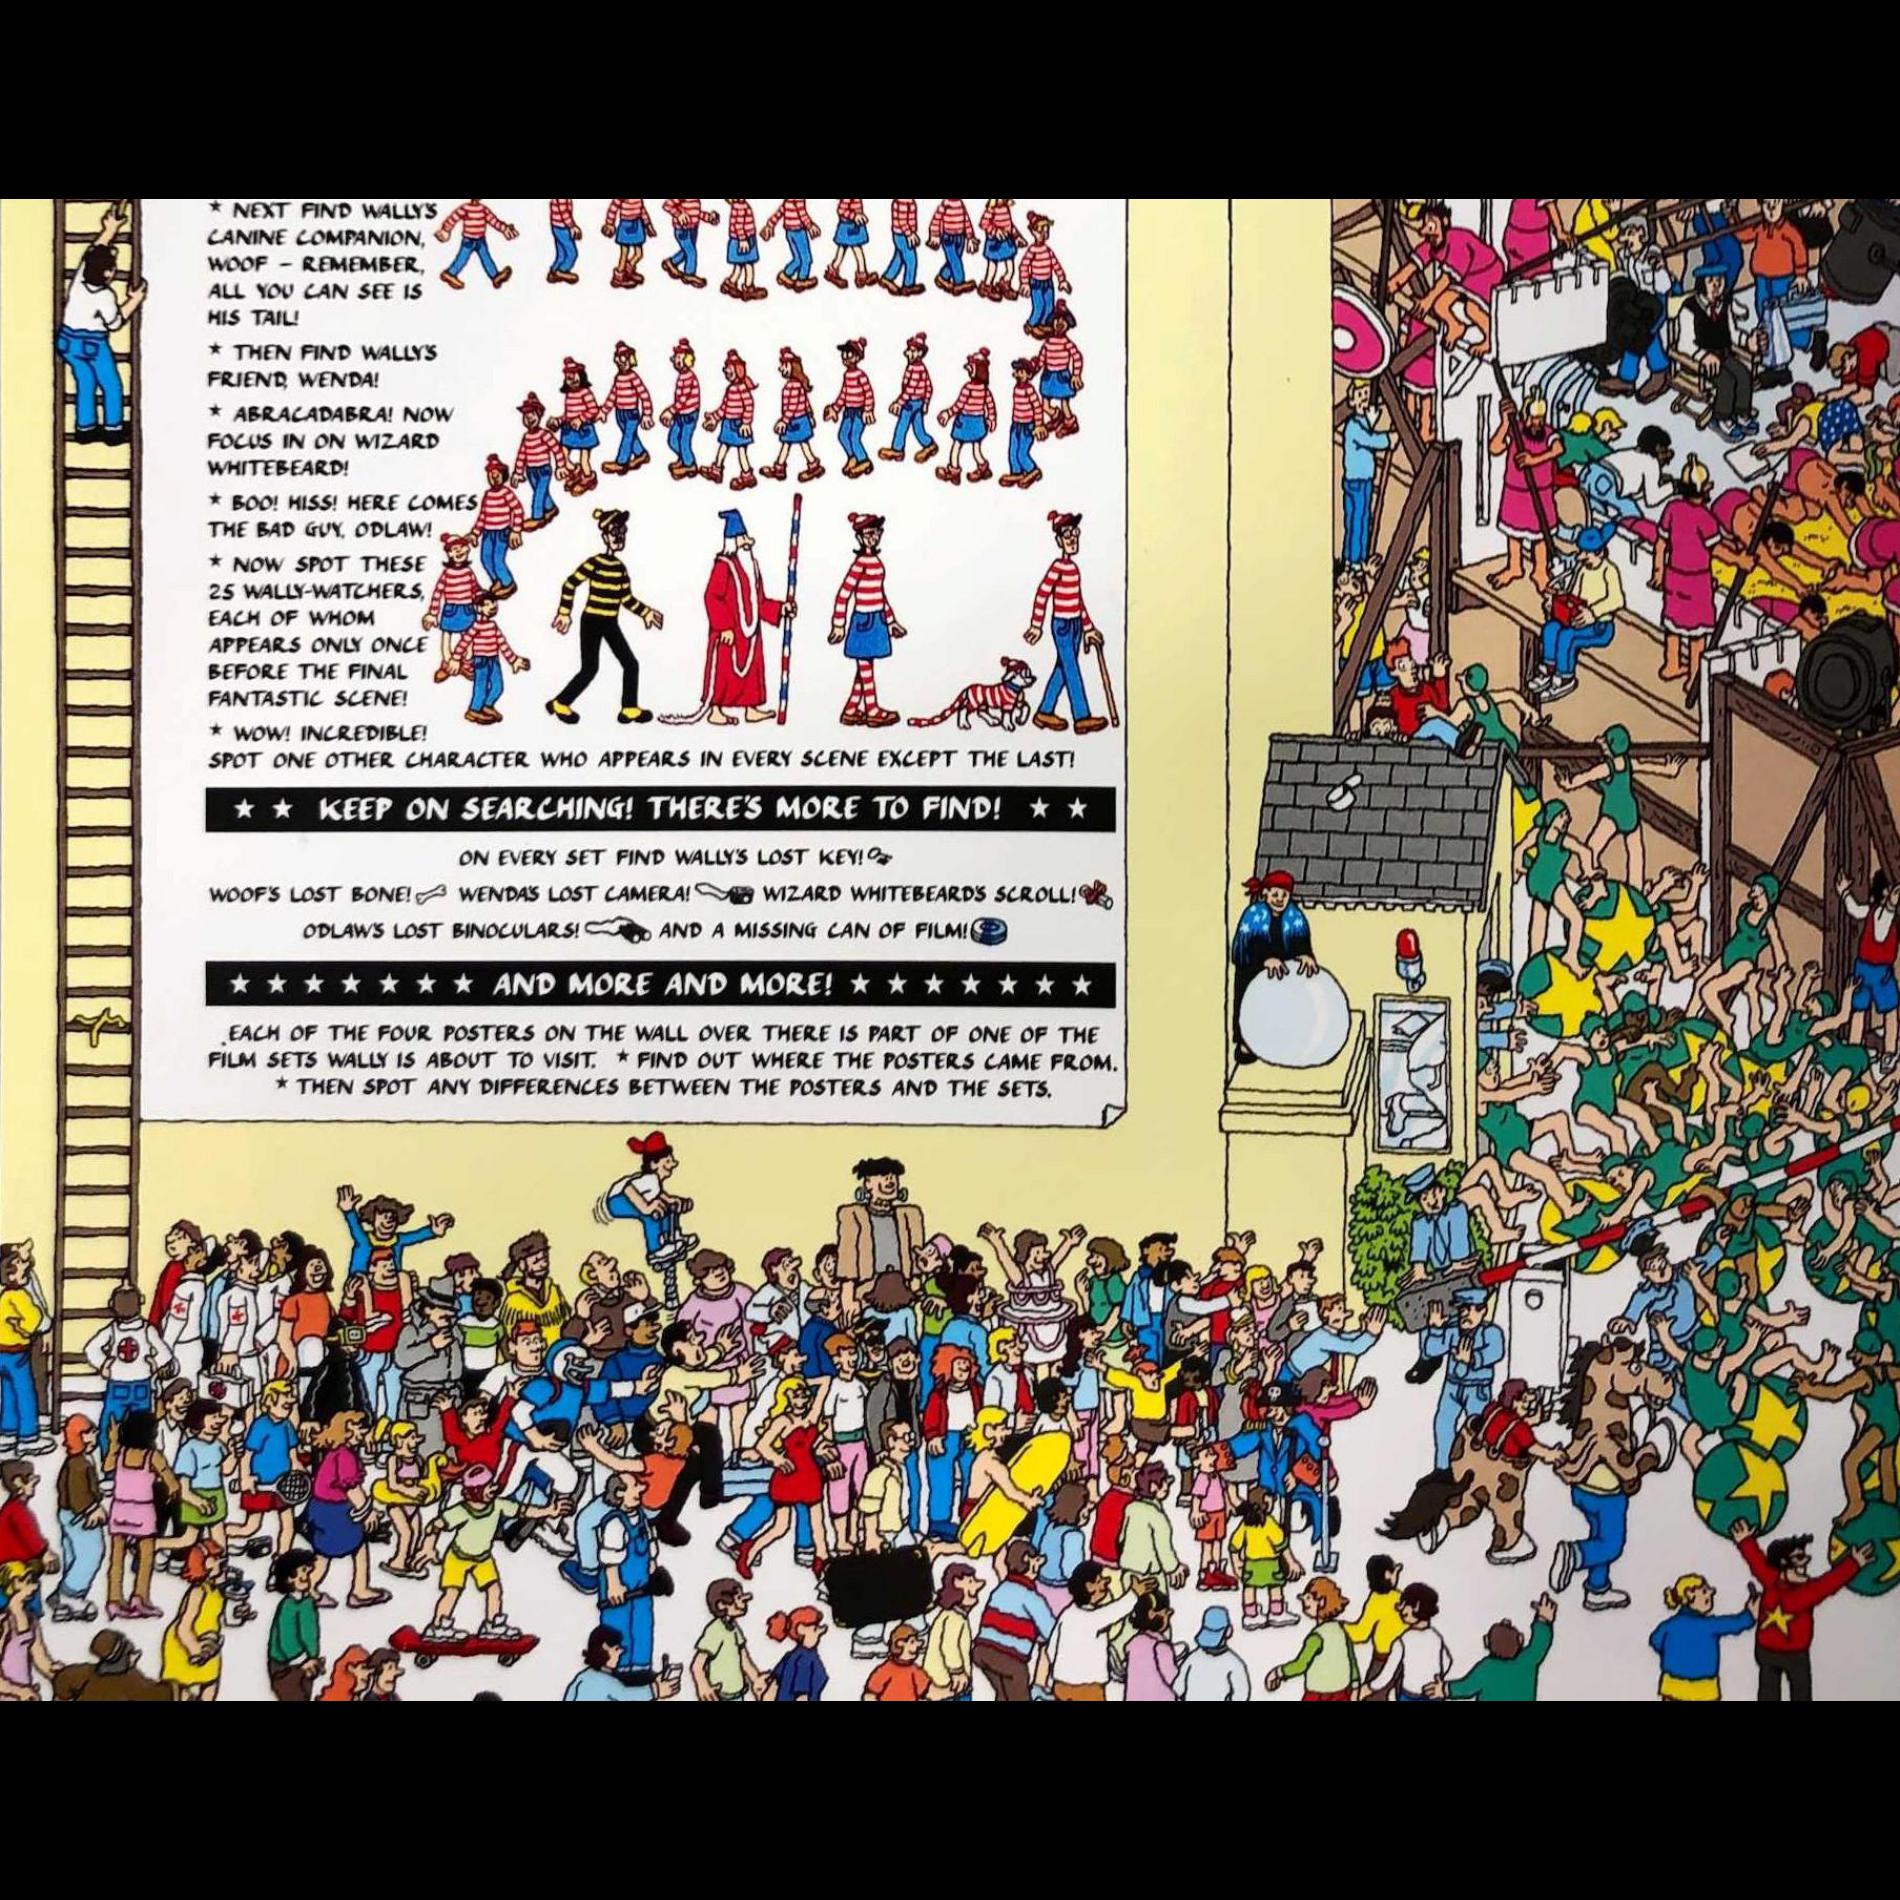 * NEXT FIND WALLY'S
CANINE COMPANION,
WOOF – REMEMBER,
ALL YOU CAN SEE IS
HIS TAIL!
* THEN FIND WALLY'S
FRIEND, WENDA!
* ABRACADABRA! NOW
FOCUS IN ON WIZARD
WHITEBEARD!
* BOO! HISS! HERE COMES
THE BAD GUY, ODLAW!
* NOW SPOT THESE
25 WALLY-WATCHERS,
EACH OF WHOM
APPEARS ONLY ONCE
BEFORE THE FINAL
FANTASTIC SCENE!
* WOW! INCREDIBLE!
SPOT ONE OTHER CHARACTER WHO APPEARS IN EVERY SCENE EXCEPT THE LAST!
★ ★ KEEP ON SEARCHING! THERE'S MORE TO FIND! ★ ★
ON EVERY SET FIND WALLY'S LOST KEY!
WOOF'S LOST BONE! WENDA'S LOST CAMERA! WIZARD WHITEBEARD'S SCROLL!
ODLAW'S LOST BINOCULARS! AND A MISSING CAN OF FILM!
★ ★ ★ ★ ★ ★ ★ AND MORE AND MORE! ★ ★ ★ ★ ★ ★ ★
EACH OF THE FOUR POSTERS ON THE WALL OVER THERE IS PART OF ONE OF THE
FILM SETS WALLY IS ABOUT TO VISIT. * FIND OUT WHERE THE POSTERS CAME FROM.
* THEN SPOT ANY DIFFERENCES BETWEEN THE POSTERS AND THE SETS.